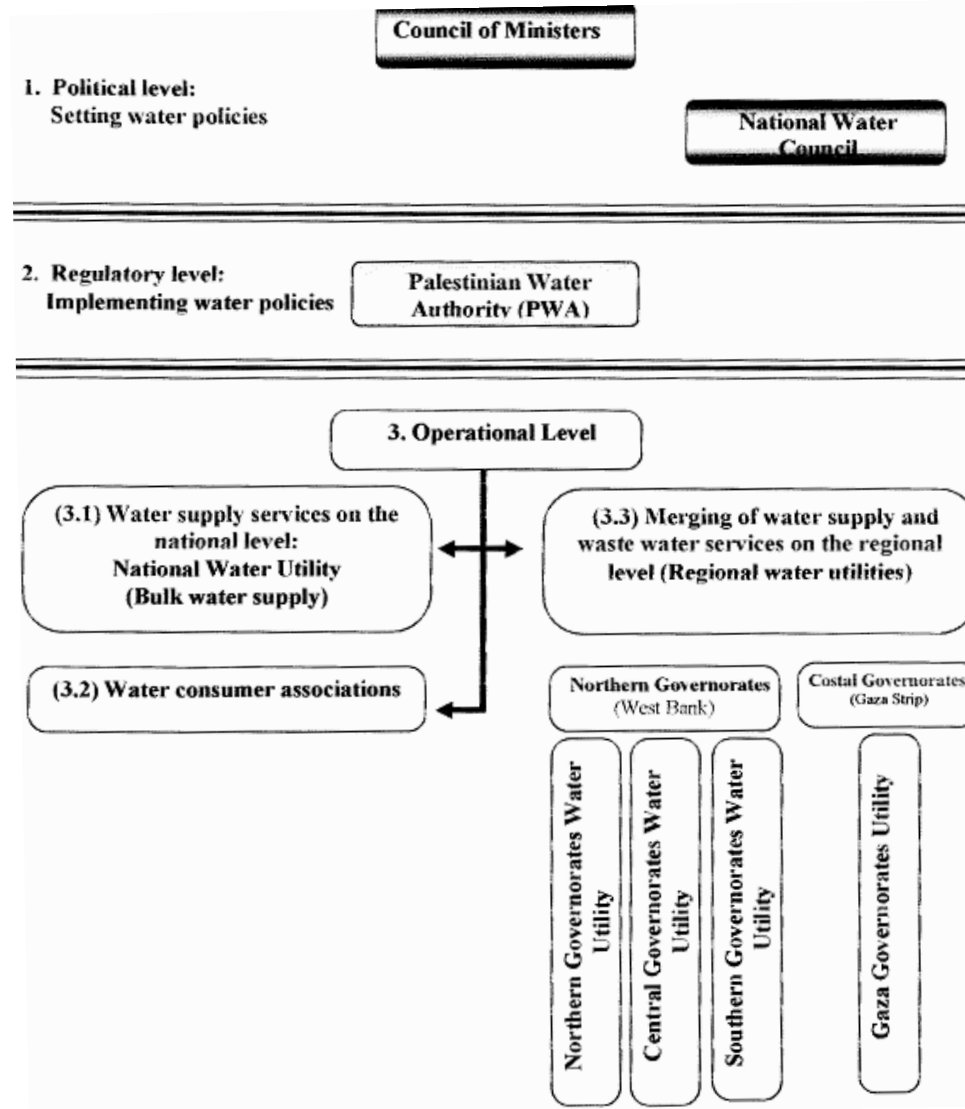 Council of Ministers
1. Political level:
Setting water policies
National Water
Council
2. Regulatory level:
Implementing water policies
Palestinian Water
Authority (PWA)
3. Operational Level
(3.1) Water supply services on the
national level:
National Water Utility
(Bulk water supply)
(3.3) Merging of water supply and
waste water services on the regional
level (Regional water utilities)
(3.2) Water consumer associations
Northern Governorates
(West Bank)
Costal Governorates
(Gaza Strip)
Northern Governorates Water
Utility
Central Governorates Water
Utility
Southern Governorates Water
Utility
Gaza Governorates Utility